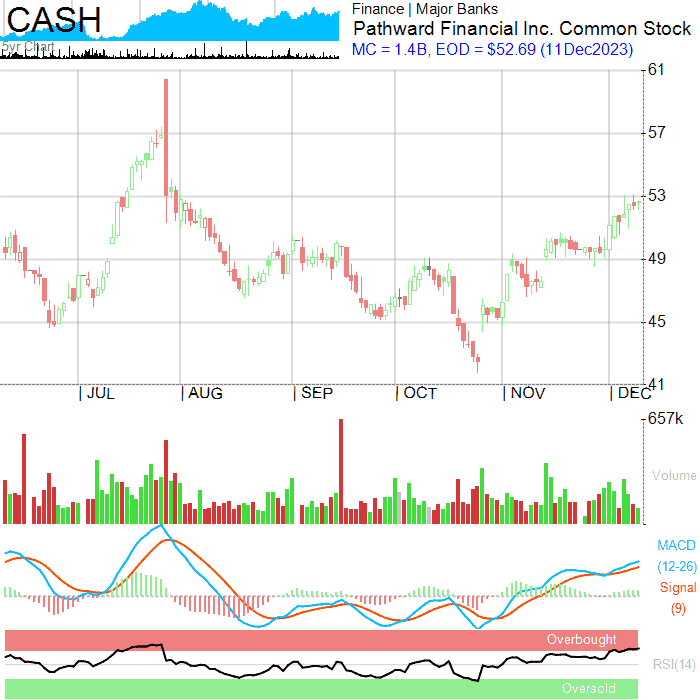 CASH
5yr Chart
Finance | Major Banks
Pathward Financial Inc. Common Stock
MC = 1.4B, EOD = $52.69 (11Dec2023)
61
57
53
49
45
41
JUL AUG SEP OCT NOV DEC
657k
Volume
MACD
(12-26)
Signal
(9)
Overbought
RSI(14)
Oversold